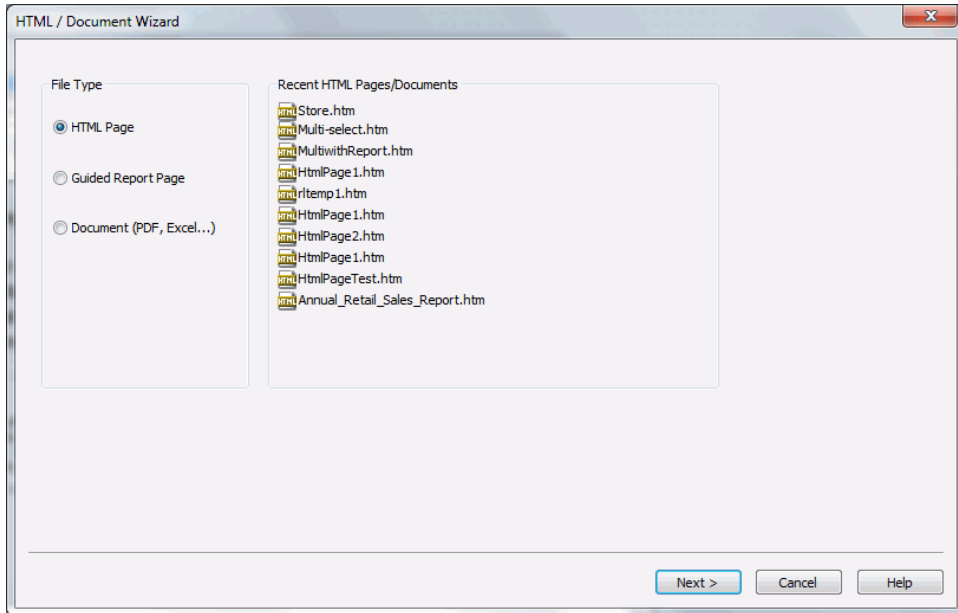 HTML / Document Wizard
File Type
HTML Page
Guided Report Page
Document (PDF, Excel...)
Recent HTML Pages/Documents
Store.htm
Multi-select.htm
MultiwithReport.htm
HtmlPage1.htm
rltemp1.htm
HtmlPage1.htm
HtmlPage2.htm
HtmlPage1.htm
HtmlPageTest.htm
Annual_Retail_Sales_Report.htm
Next >
Cancel
Help